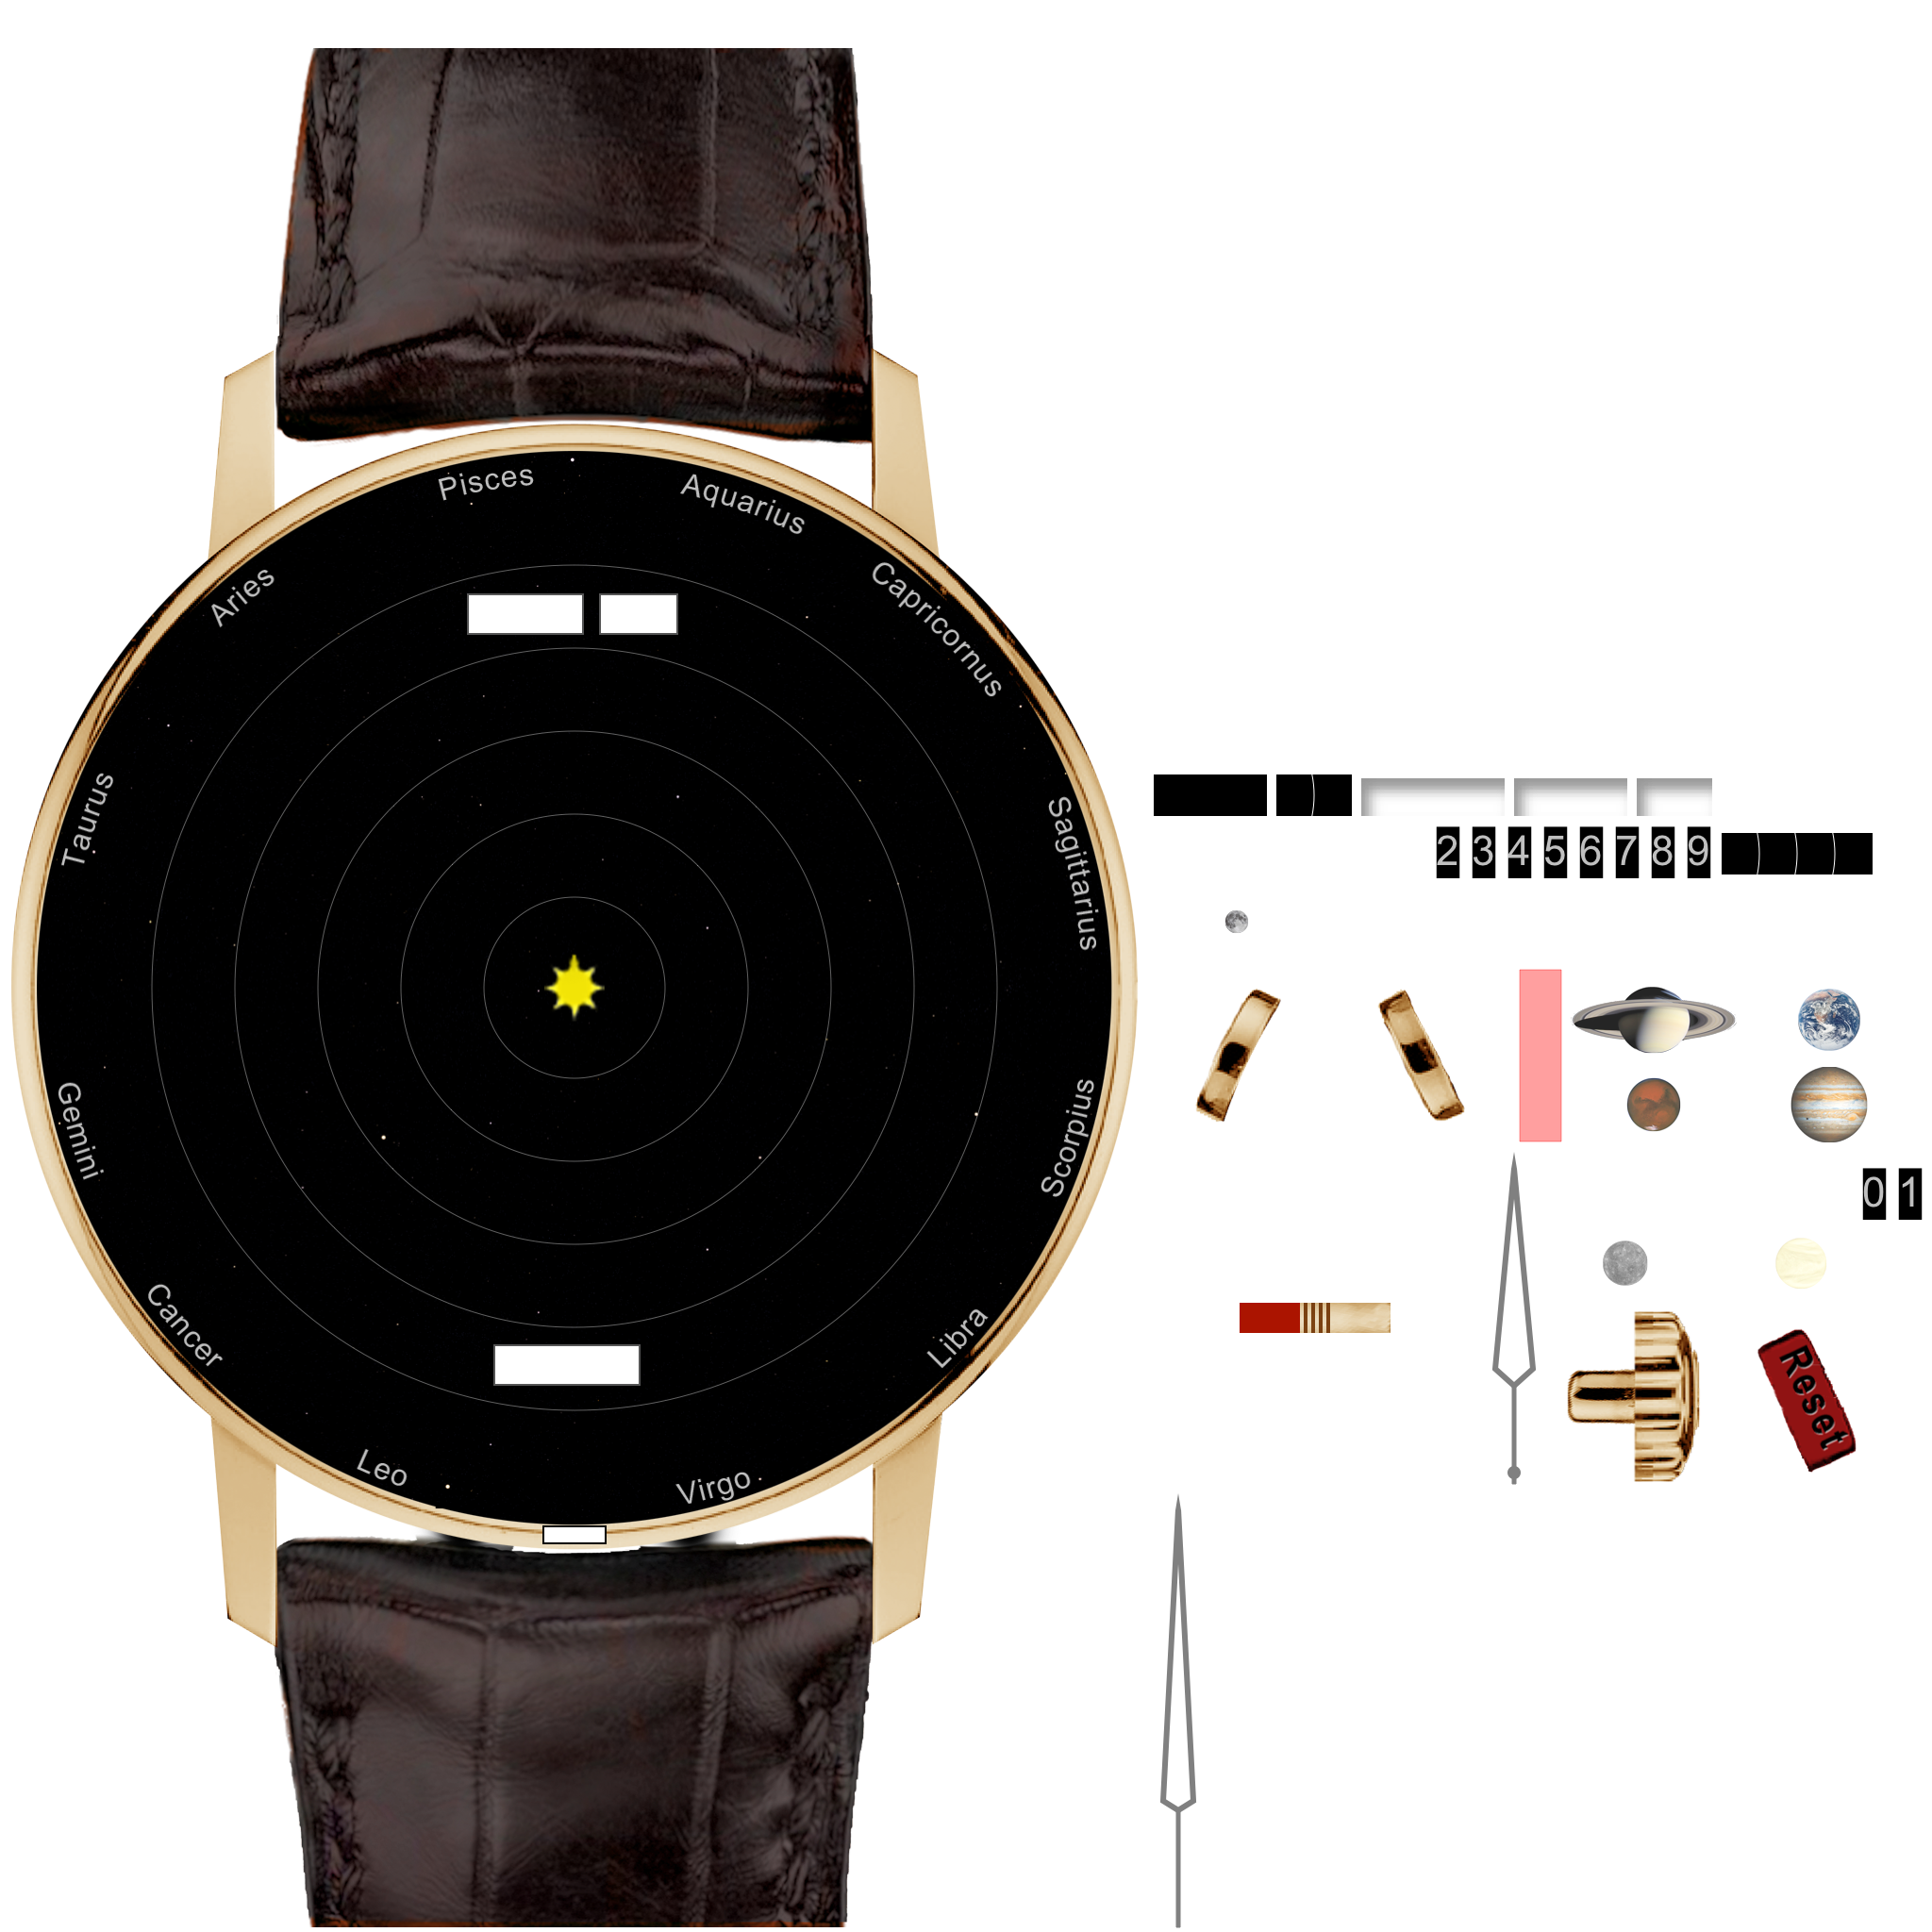 Pisces
Aquarius
Aries
Capricornus
Taurus
Sagittarius
2 3 4 5 6 7 8 9
Gemini
Scorpius
0 1
Cancer
Libra
Reset
Leo
Virgo